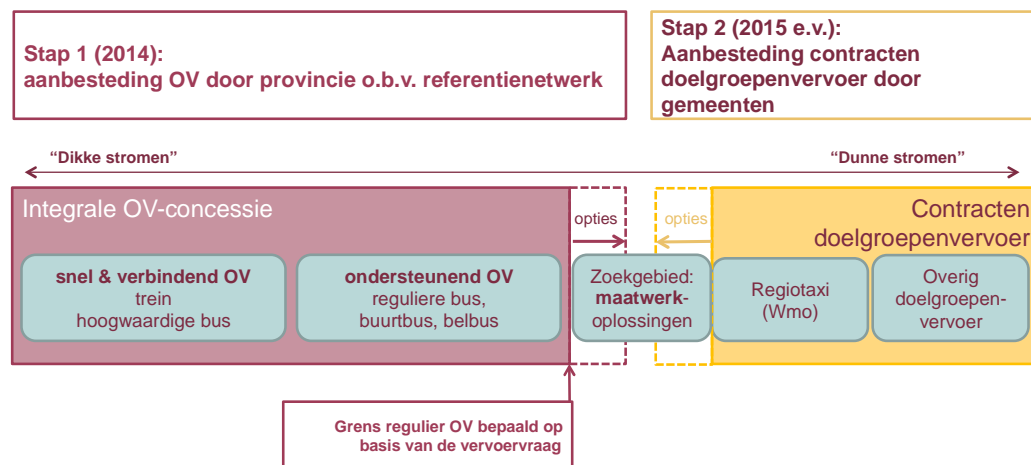 Stap 1 (2014):
aanbesteding OV door provincie o.b.v. referentienetwerk
Stap 2 (2015 e.v.):
Aanbesteding contracten
doelgroepenvervoer door
gemeenten
“Dikke stromen”
“Dunne stromen”
Integrale OV-concessie
opties
opties
Contracten
doelgroepenvervoer
snel & verbindend OV
trein
hoogwaardige bus
ondersteunend OV
reguliere bus,
buurtbus, belbus
Zoekgebied:
maatwerk-
oplossingen
Regiotaxi
(Wmo)
Overig
doelgroepen-
vervoer
Grens regulier OV bepaald op
basis van de vervoervraag